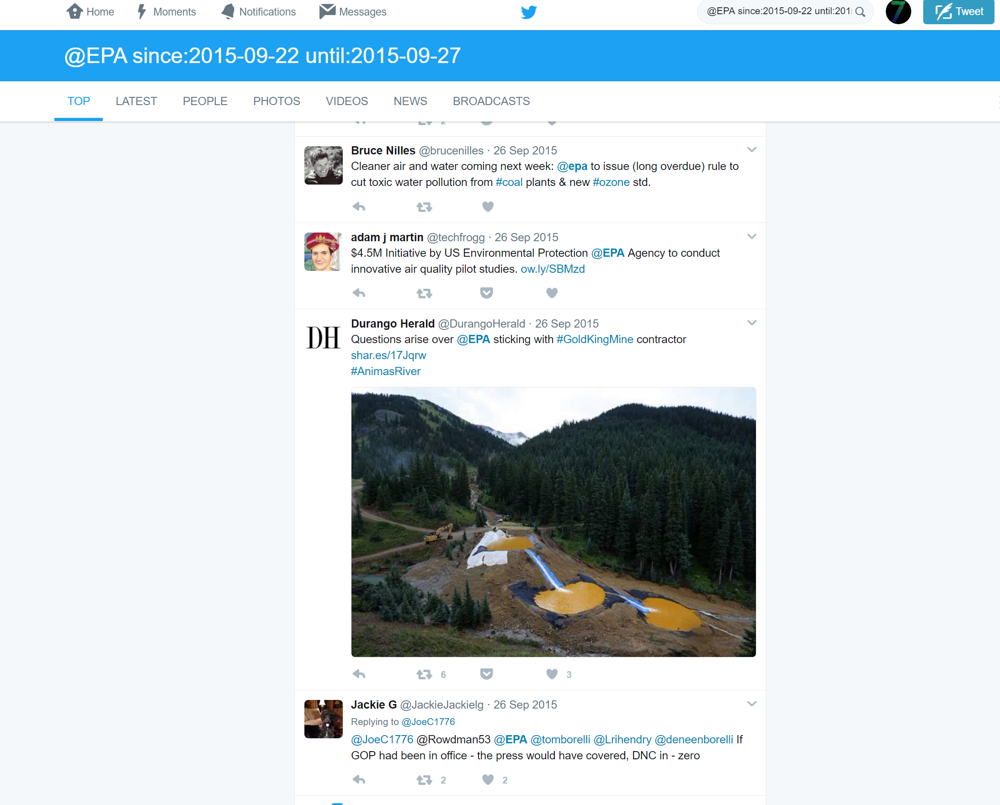 Home Moments Notifications Messages @EPA since:2015-09-22 until:201 Tweet
@EPA since:2015-09-22 until:2015-09-27
TOP LATEST PEOPLE PHOTOS VIDEOS NEWS BROADCASTS
2
Bruce Nilles @brucenilles · 26 Sep 2015
Cleaner air and water coming next week: @epa to issue (long overdue) rule to
cut toxic water pollution from #coal plants & new #ozone std.
adam j martin @techfrogg · 26 Sep 2015
$4.5M Initiative by US Environmental Protection @EPA Agency to conduct
innovative air quality pilot studies. ow.ly/SBMzd
DH
Durango Herald @DurangoHerald · 26 Sep 2015
Questions arise over @EPA sticking with #GoldKingMine contractor
shar.es/17Jqrw
#AnimasRiver
6 3
Jackie G @JackieJackielg · 26 Sep 2015
Replying to @JoeC1776
@JoeC1776 @Rowdman53 @EPA @tomborelli @Lrihendry @deneenborelli If
GOP had been in office - the press would have covered, DNC in - zero
2 2